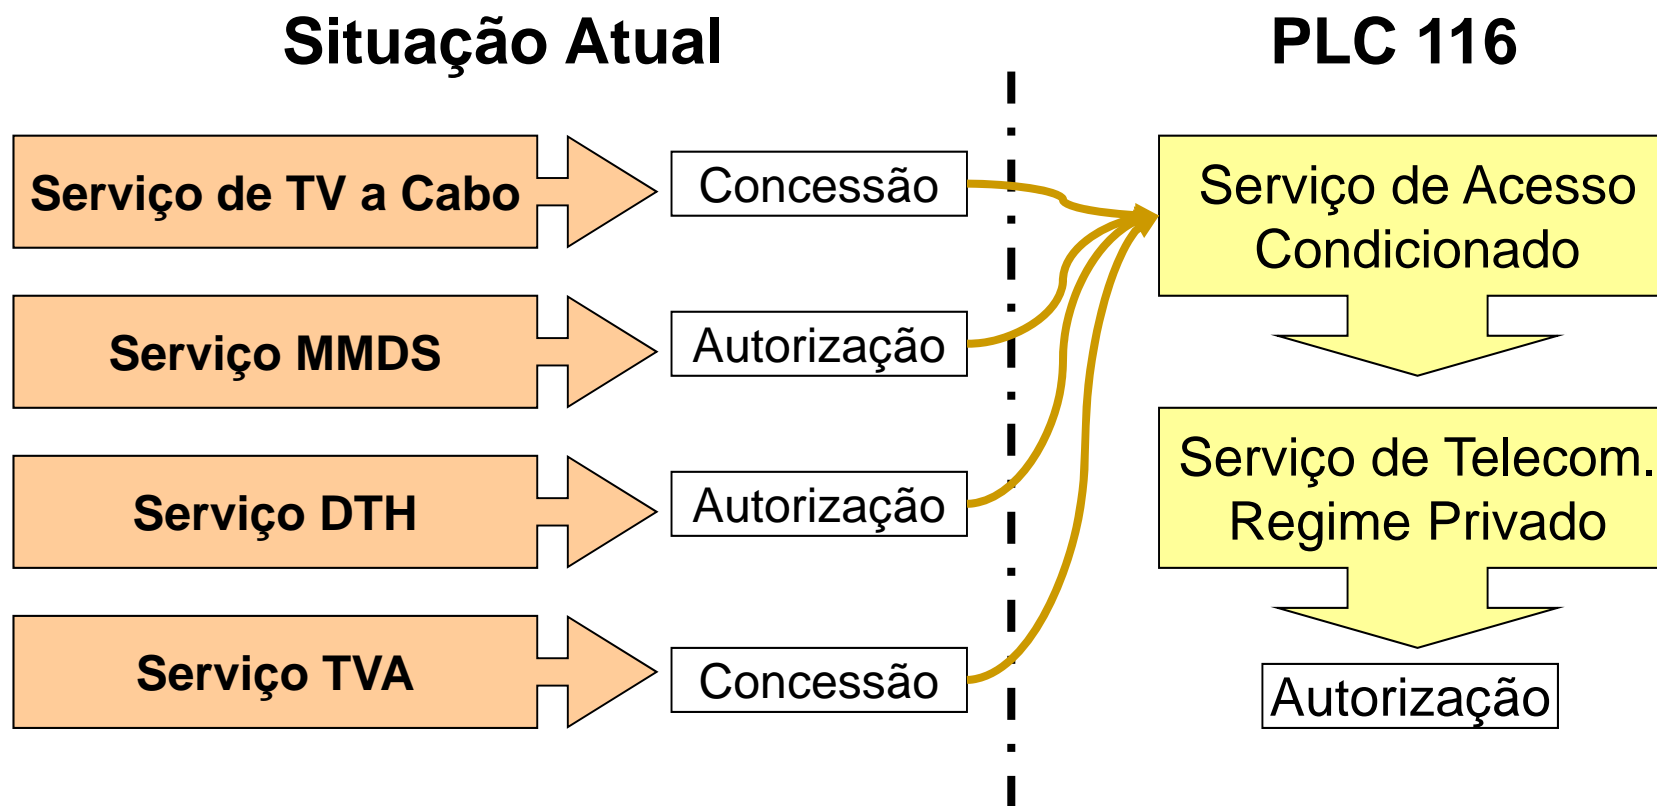 Situação Atual
PLC 116
Serviço de TV a Cabo
Concessão
Serviço MMDS
Autorização
Serviço DTH
Autorização
Serviço TVA
Concessão
Serviço de Acesso
Condicionado
Serviço de Telecom.
Regime Privado
Autorização